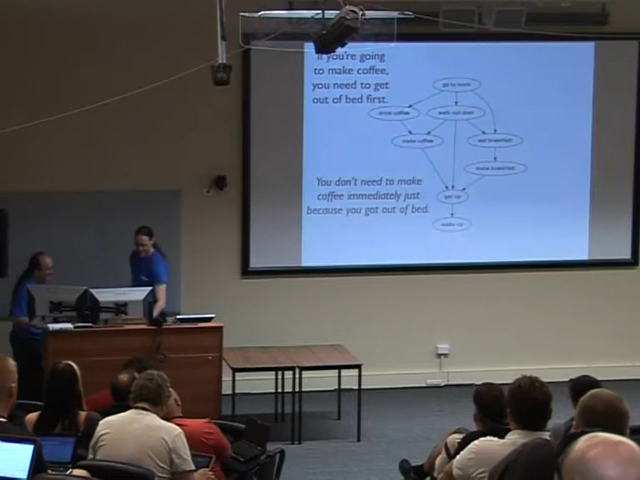 If you're going
to make coffee,
you need to get
out of bed first.
go to work
drink coffee
walk out door
make coffee
eat breakfast
make breakfast
You don't need to make
coffee immediately just
because you got out of bed.
get up
wake up